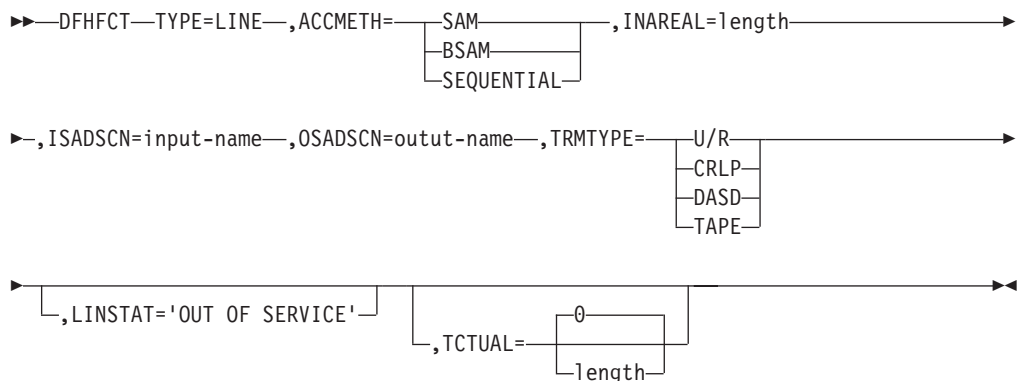 DFHFCT TYPE=LINE ,ACCMETH= SAM ,INAREAL=length
BSAM
SEQUENTIAL
,ISADSCN=input-name ,OSADSCN=outut-name ,TRMTYPE= U/R
CRLP
DASD
TAPE
,LINSTAT='OUT OF SERVICE'
0
,TCTUAL=
length